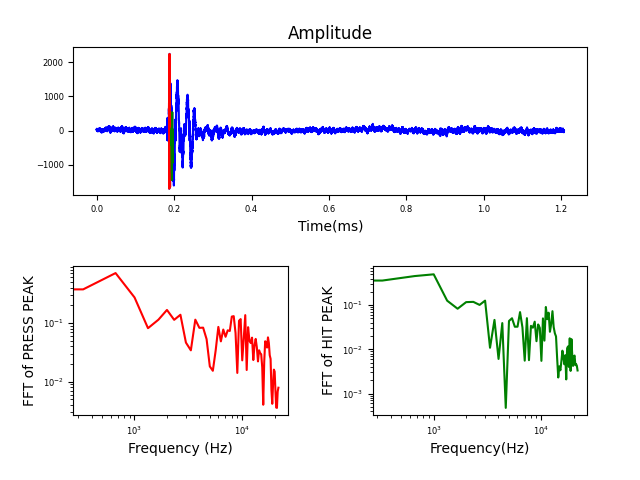 Amplitude
2000
1000
0
−1000
0.0 0.2 0.4 0.6 0.8 1.0 1.2
Time(ms)
FFT of PRESS PEAK
10⁻¹
10⁻²
10³ 10⁴
Frequency (Hz)
FFT of HIT PEAK
10⁻¹
10⁻²
10⁻³
10³ 10⁴
Frequency(Hz)